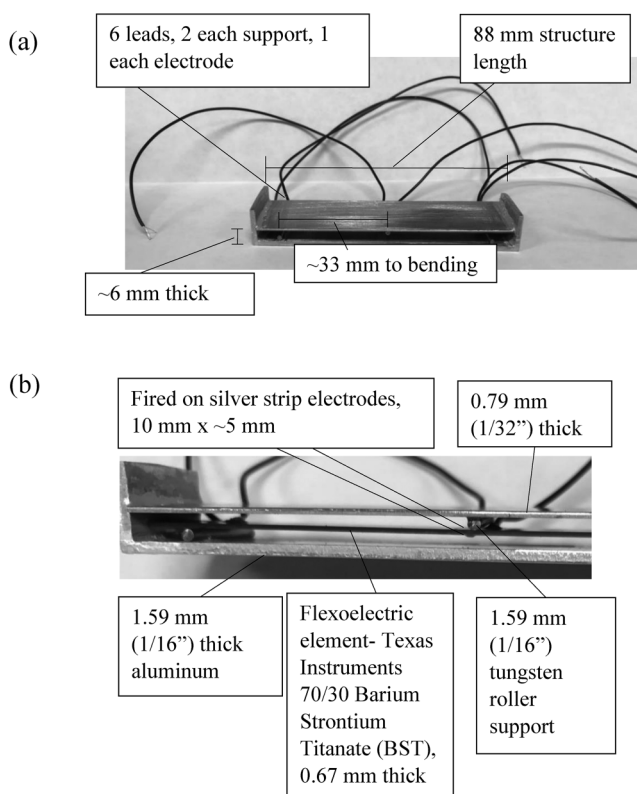 (a)
6 leads, 2 each support, 1
each electrode
88 mm structure
length
~33 mm to bending
~6 mm thick
(b)
Fired on silver strip electrodes,
10 mm x ~5 mm
0.79 mm
(1/32”) thick
1.59 mm
(1/16”) thick
aluminum
Flexoelectric
element- Texas
Instruments
70/30 Barium
Strontium
Titanate (BST),
0.67 mm thick
1.59 mm
(1/16”)
tungsten
roller
support